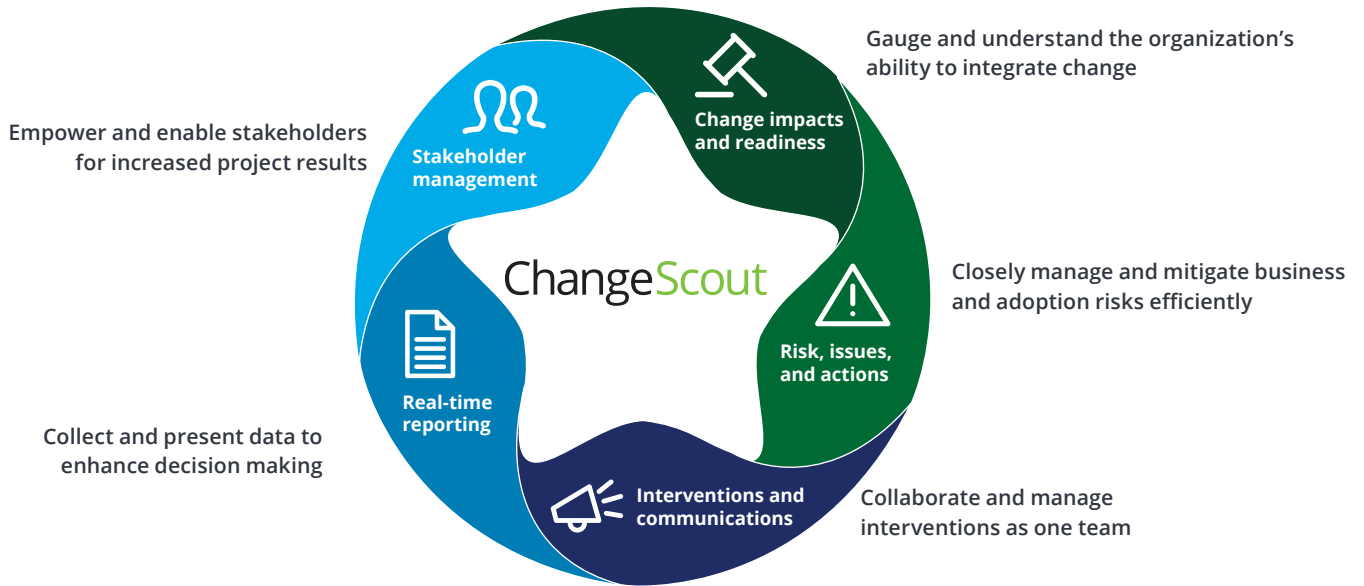 Gauge and understand the organization's
ability to integrate change
Change impacts
and readiness
Empower and enable stakeholders
for increased project results
Stakeholder
management
ChangeScout
Closely manage and mitigate business
and adoption risks efficiently
Risk, issues,
and actions
Real-time
reporting
Collect and present data to
enhance decision making
Interventions and
communications
Collaborate and manage
interventions as one team